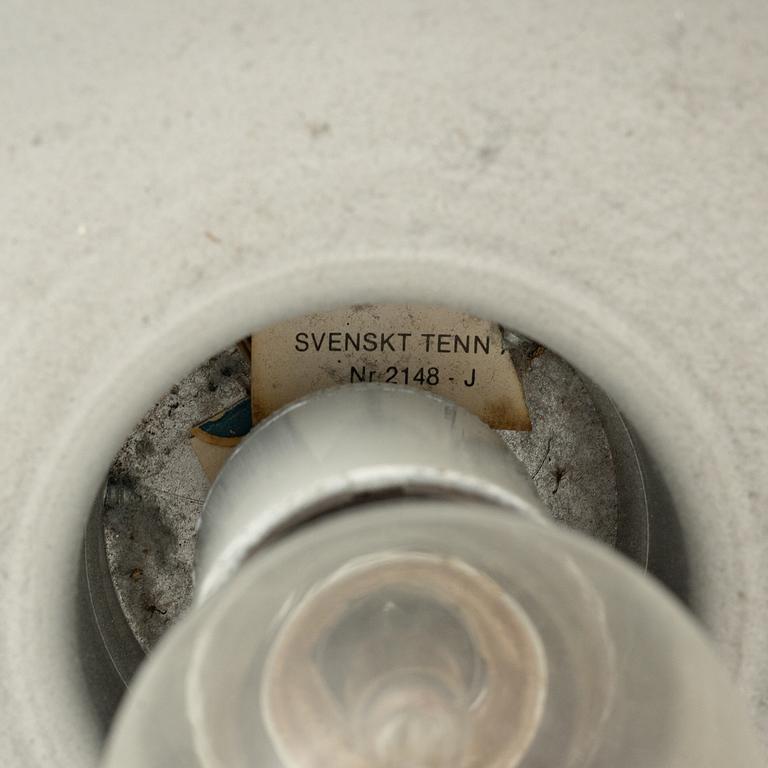 SVENSKT TENN
Nr 2148 - J